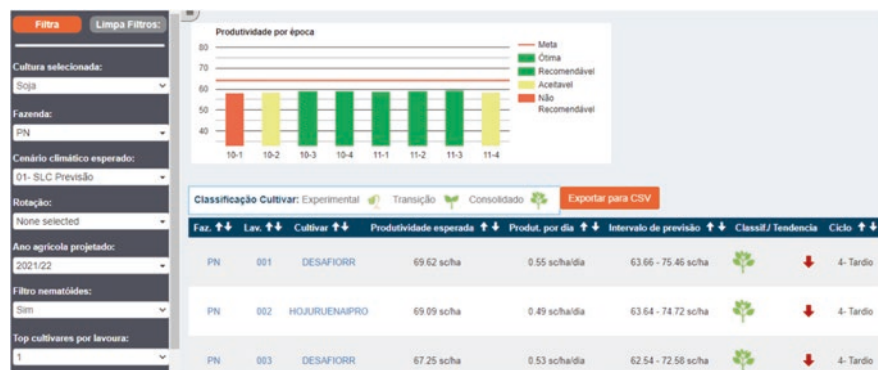 Filtra
Limpa Filtros:
Cultura selecionada:
Soja
Fazenda:
PN
Cenário climático esperado:
01- SLC Previsão
Rotação:
None selected
Ano agrícola projetado:
2021/22
Filtro nematóides:
Sim
Top cultivares por lavoura:
1
Produtividade por época
80
70
60
50
40
10-1 10-2 10-3 10-4 11-1 11-2 11-3 11-4
Meta
Ótima
Recomendável
Aceitavel
Não
Recomendável
Classificação Cultivar: Experimental Transição Consolidado
Exportar para CSV
Faz. Lav. Cultivar Produtividade esperada Produt. por dia Intervalo de previsão Classif./ Tendencia Ciclo
PN 001 DESAFIORR 69.62 sc/ha 0.55 sc/ha/dia 63.66 - 75.46 sc/ha 4- Tardio
PN 002 HOJURUENAIPRO 69.09 sc/ha 0.49 sc/ha/dia 63.64 - 74.72 sc/ha 4- Tardio
PN 003 DESAFIORR 67.25 sc/ha 0.53 sc/ha/dia 62.54 - 72.58 sc/ha 4- Tardio